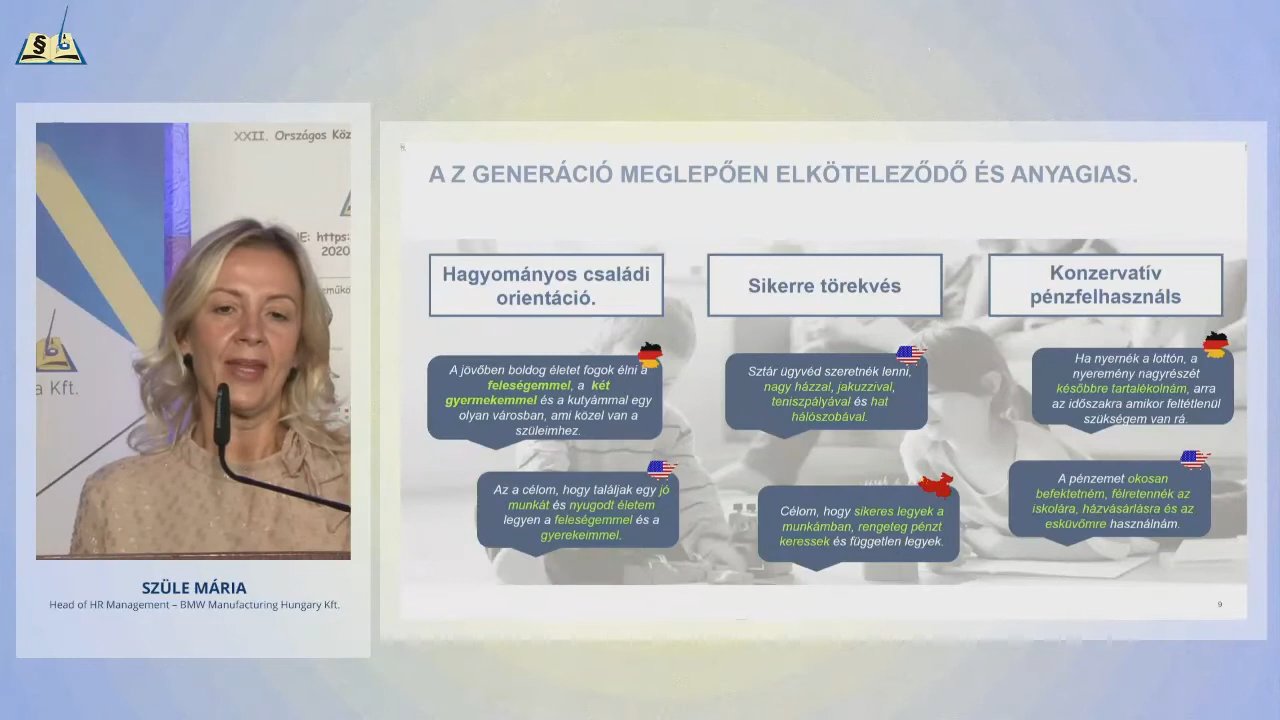 §
XXII. Országos Köz
E: https:
2020
eműkö
a Kft.
SZÜLE MÁRIA
Head of HR Management – BMW Manufacturing Hungary Kft.
A Z GENERÁCIÓ MEGLEPŐEN ELKÖTELEZŐDŐ ÉS ANYAGIAS.
Hagyományos családi
orientáció.
A jövőben boldog életet fogok élni a
feleségemmel, a két
gyermekemmel és a kutyámmal egy
olyan városban, ami közel van a
szüleimhez.
Az a célom, hogy találjak egy jó
munkát és nyugodt életem
legyen a feleségemmel és a
gyerekeimmel.
Sikerre törekvés
Sztár ügyvéd szeretnék lenni,
nagy házzal, jakuzzival,
teniszpályával és hat
hálószobával.
Célom, hogy sikeres legyek a
munkámban, rengeteg pénzt
keressek és független legyek.
Konzervatív
pénzfelhasználs
Ha nyernék a lottón, a
nyeremény nagyrészét
későbbre tartalékolnám, arra
az időszakra amikor feltétlenül
szükségem van rá.
A pénzemet okosan
befektetném, félretennék az
iskolára, házvásárlásra és az
esküvőmre használnám.
9